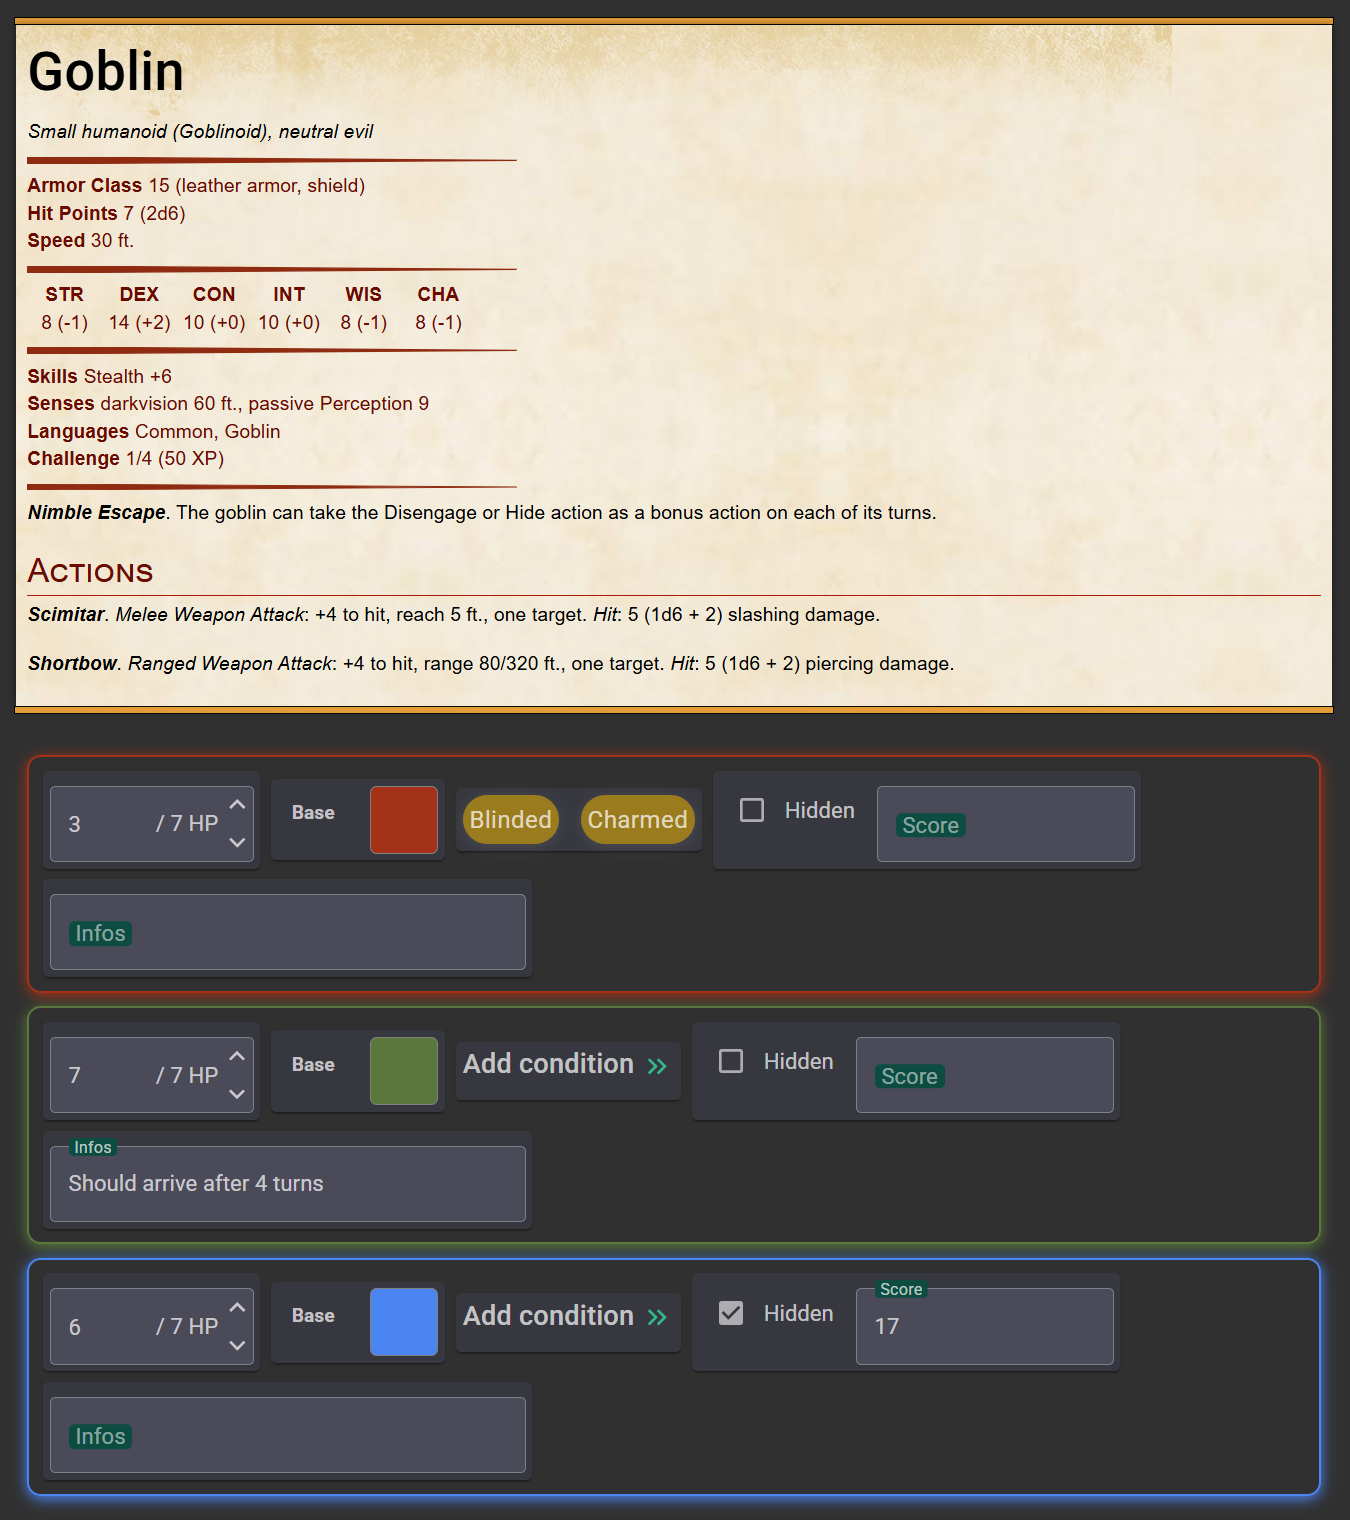 Goblin
Small humanoid (Goblinoid), neutral evil
Armor Class 15 (leather armor, shield)
Hit Points 7 (2d6)
Speed 30 ft.
STR DEX CON INT WIS CHA
8 (-1) 14 (+2) 10 (+0) 10 (+0) 8 (-1) 8 (-1)
Skills Stealth +6
Senses darkvision 60 ft., passive Perception 9
Languages Common, Goblin
Challenge 1/4 (50 XP)
Nimble Escape. The goblin can take the Disengage or Hide action as a bonus action on each of its turns.
Actions
Scimitar. Melee Weapon Attack: +4 to hit, reach 5 ft., one target. Hit: 5 (1d6 + 2) slashing damage.
Shortbow. Ranged Weapon Attack: +4 to hit, range 80/320 ft., one target. Hit: 5 (1d6 + 2) piercing damage.
3 / 7 HP Base Blinded Charmed Hidden Score
Infos
7 / 7 HP Base Add condition Hidden Score
Infos
Should arrive after 4 turns
Score
6 / 7 HP Base Add condition Hidden 17
Infos